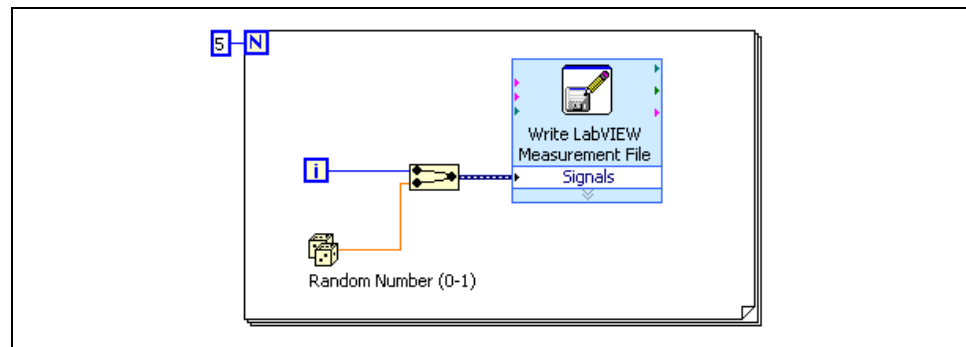 5
N
Write LabVIEW
Measurement File
Signals
i
Random Number (0-1)